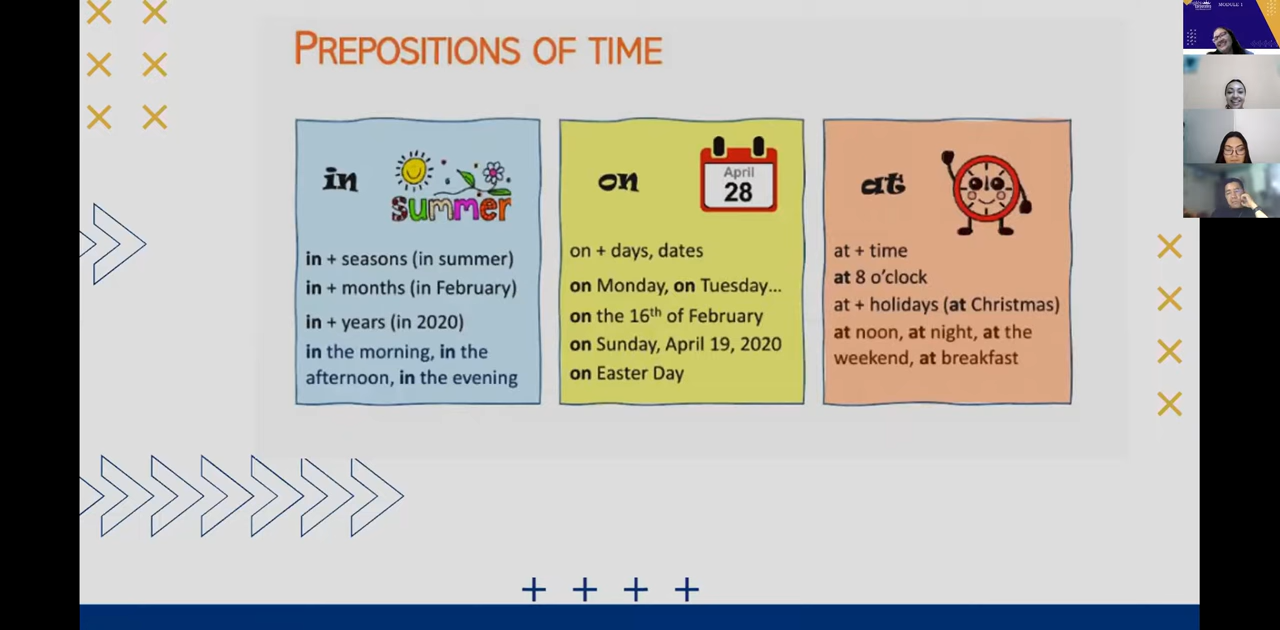 PREPOSITIONS OF TIME
in
summer
in + seasons (in summer)
in + months (in February)
in + years (in 2020)
in the morning, in the
afternoon, in the evening
on
April
28
on + days, dates
on Monday, on Tuesday...
on the 16th of February
on Sunday, April 19, 2020
on Easter Day
at
at + time
at 8 o'clock
at + holidays (at Christmas)
at noon, at night, at the
weekend, at breakfast
MODULE 1